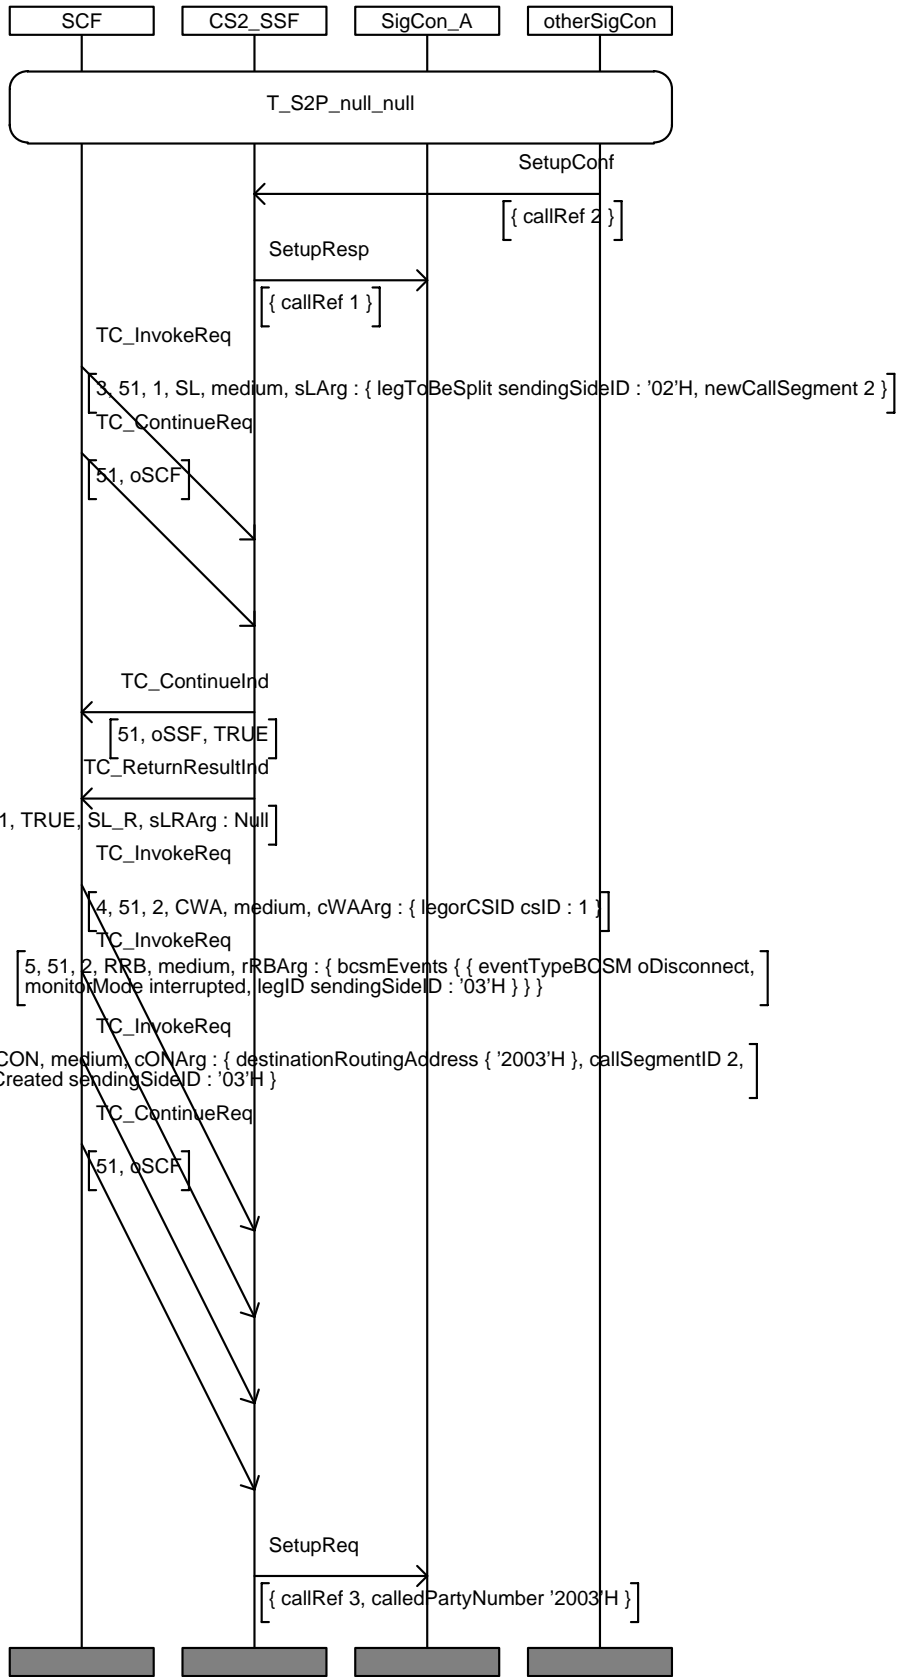 SCF CS2_SSF SigCon_A otherSigCon
T_S2P_null_null
SetupConf
{ callRef 2 }
SetupResp
{ callRef 1 }
TC_InvokeReq
3, 51, 1, SL, medium, sLArg : { legToBeSplit sendingSideID : '02'H, newCallSegment 2 }
TC_ContinueReq
51, oSCF
TC_ContinueInd
51, oSSF, TRUE
TC_ReturnResultInd
1, TRUE, SL_R, sLRArg : Null
TC_InvokeReq
4, 51, 2, CWA, medium, cWAArg : { legorCSID csID : 1 }
TC_InvokeReq
5, 51, 2, RRB, medium, rRBArg : { bcsmEvents { { eventTypeBCSM oDisconnect,
monitorMode interrupted, legID sendingSideID : '03'H } } }
TC_InvokeReq
CON, medium, cONArg : { destinationRoutingAddress { '2003'H }, callSegmentID 2,
Created sendingSideID : '03'H }
TC_ContinueReq
51, oSCF
SetupReq
{ callRef 3, calledPartyNumber '2003'H }